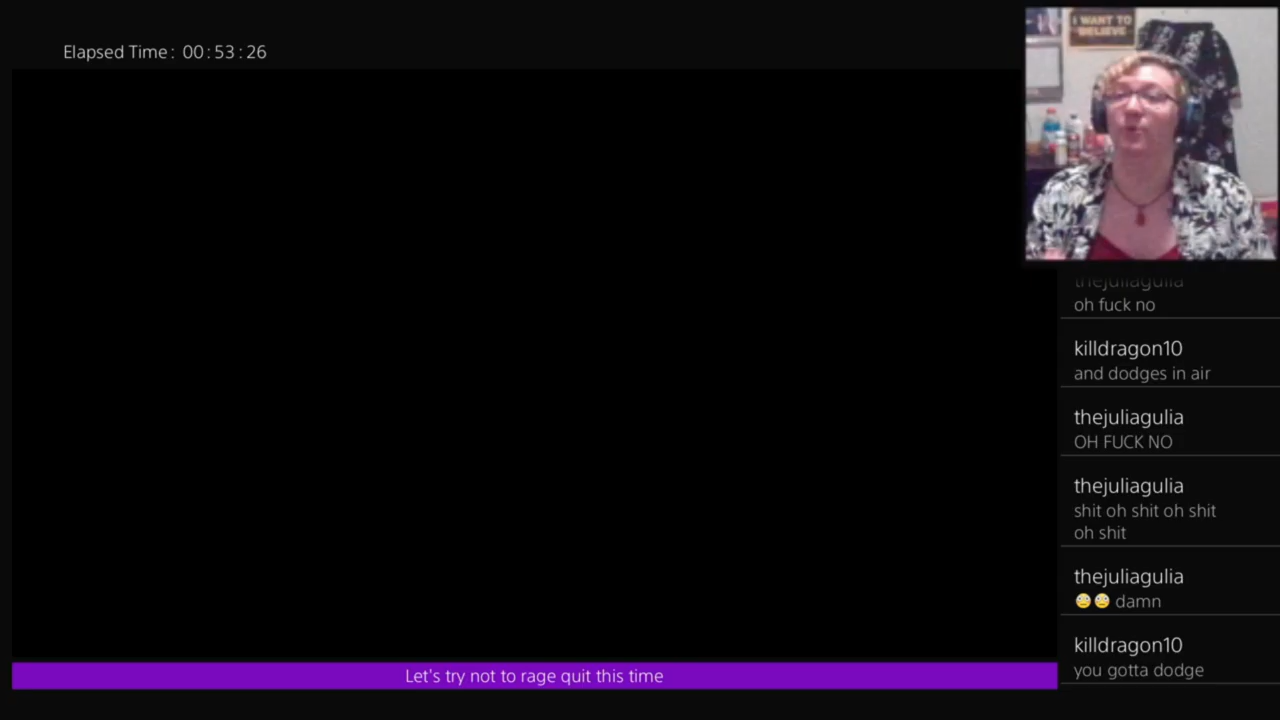 Elapsed Time: 00:53:26
I WANT TO
BELIEVE
thejuliagulia
oh fuck no
killdragon10
and dodges in air
thejuliagulia
OH FUCK NO
thejuliagulia
shit oh shit oh shit
oh shit
thejuliagulia
🙄🙄 damn
killdragon10
you gotta dodge
Let's try not to rage quit this time